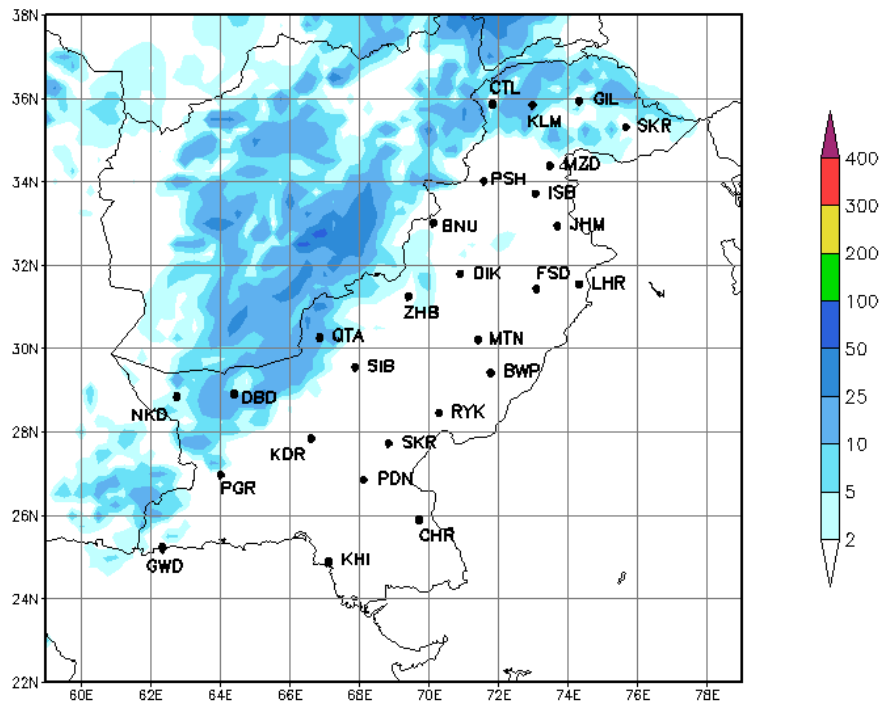 38N
36N
34N
32N
30N
28N
26N
24N
22N
60E 62E 64E 66E 68E 70E 72E 74E 76E 78E
CTL
GIL
KLM
SKR
MZD
PSH
ISB
BNU
JHM
DIK
FSD
LHR
ZHB
QTA
MTN
SIB
BWP
DBD
NKD
RYK
KDR
SKR
PGR
PDN
CHR
GWD
KHI
400
300
200
100
50
25
10
5
2